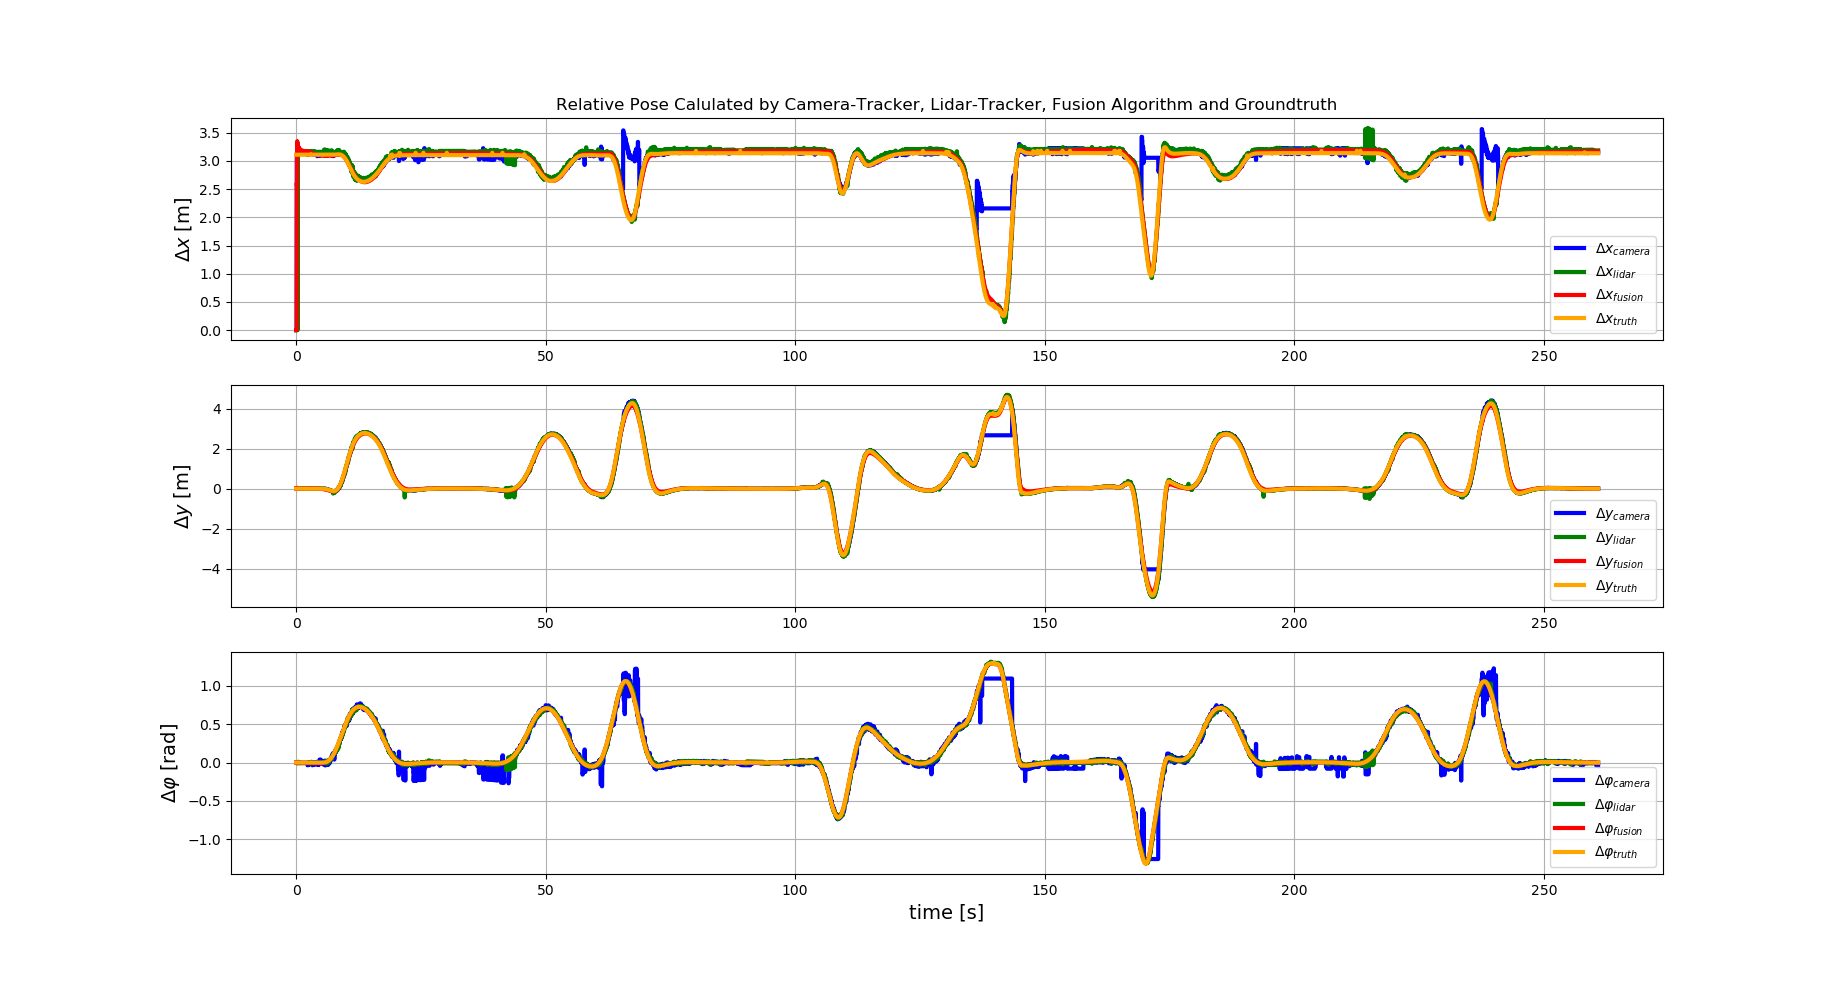 Relative Pose Calulated by Camera-Tracker, Lidar-Tracker, Fusion Algorithm and Groundtruth
Δx [m]
3.5
3.0
2.5
2.0
1.5
1.0
0.5
0.0
Δx_camera
Δx_lidar
Δx_fusion
Δx_truth
0 50 100 150 200 250
Δy [m]
4
2
0
−2
−4
Δy_camera
Δy_lidar
Δy_fusion
Δy_truth
0 50 100 150 200 250
Δφ [rad]
1.0
0.5
0.0
−0.5
−1.0
Δφ_camera
Δφ_lidar
Δφ_fusion
Δφ_truth
0 50 100 150 200 250
time [s]